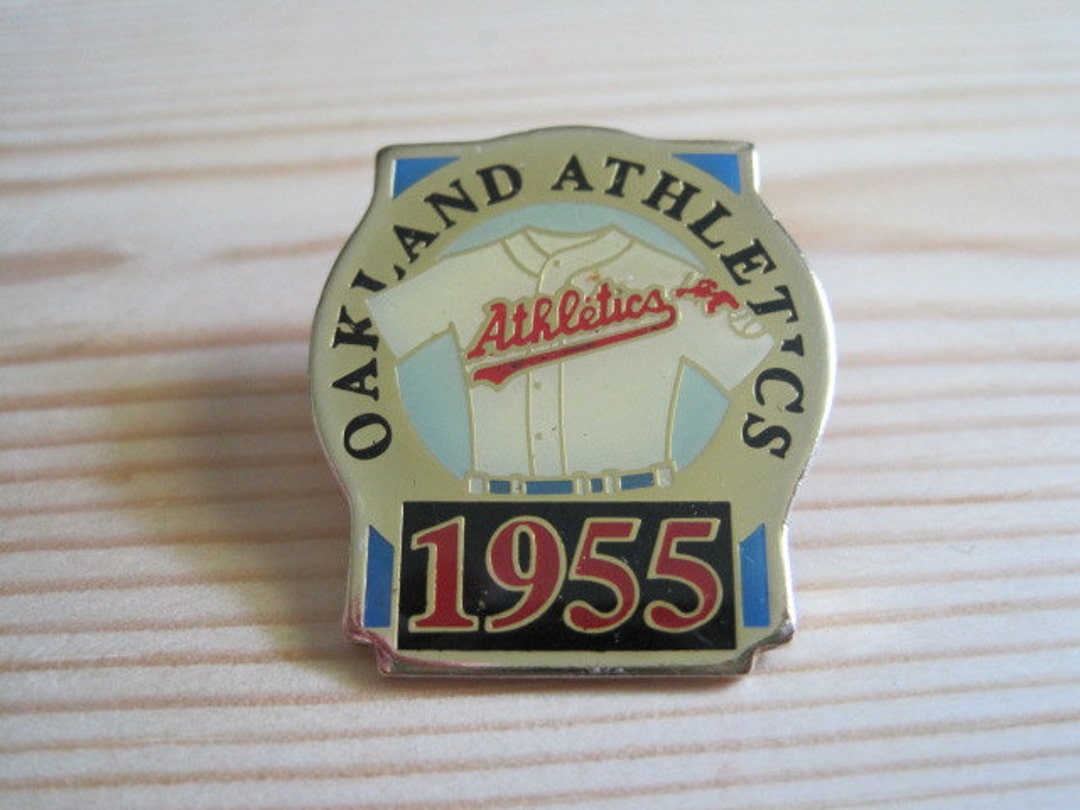 OAKLAND ATHLETICS
Athletics
1955